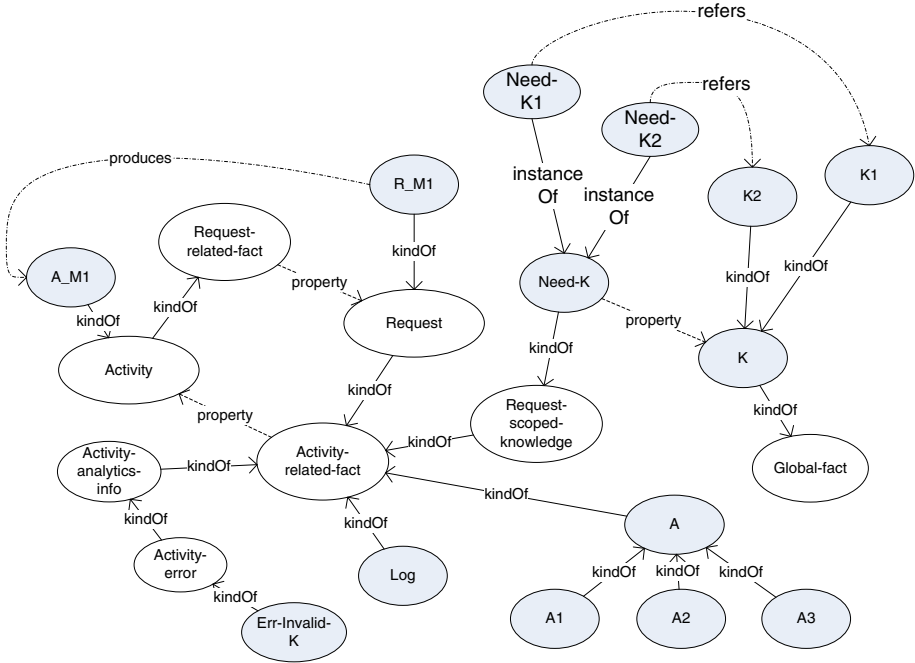 refers
Need-
K1
refers
Need-
K2
produces
R_M1
instance
Of
instance
Of
K2
K1
Request-
related-fact
kindOf
A_M1
property
Need-K
kindOf
kindOf
kindOf
kindOf
Request
property
kindOf
K
Activity
kindOf
kindOf
property
Request-
scoped-
knowledge
kindOf
kindOf
Activity-
related-fact
Activity-
analytics-
info
kindOf
Global-fact
kindOf
kindOf
kindOf
A
Activity-
error
kindOf
kindOf
kindOf
Log
kindOf
Err-Invalid-
K
A1
A2
A3